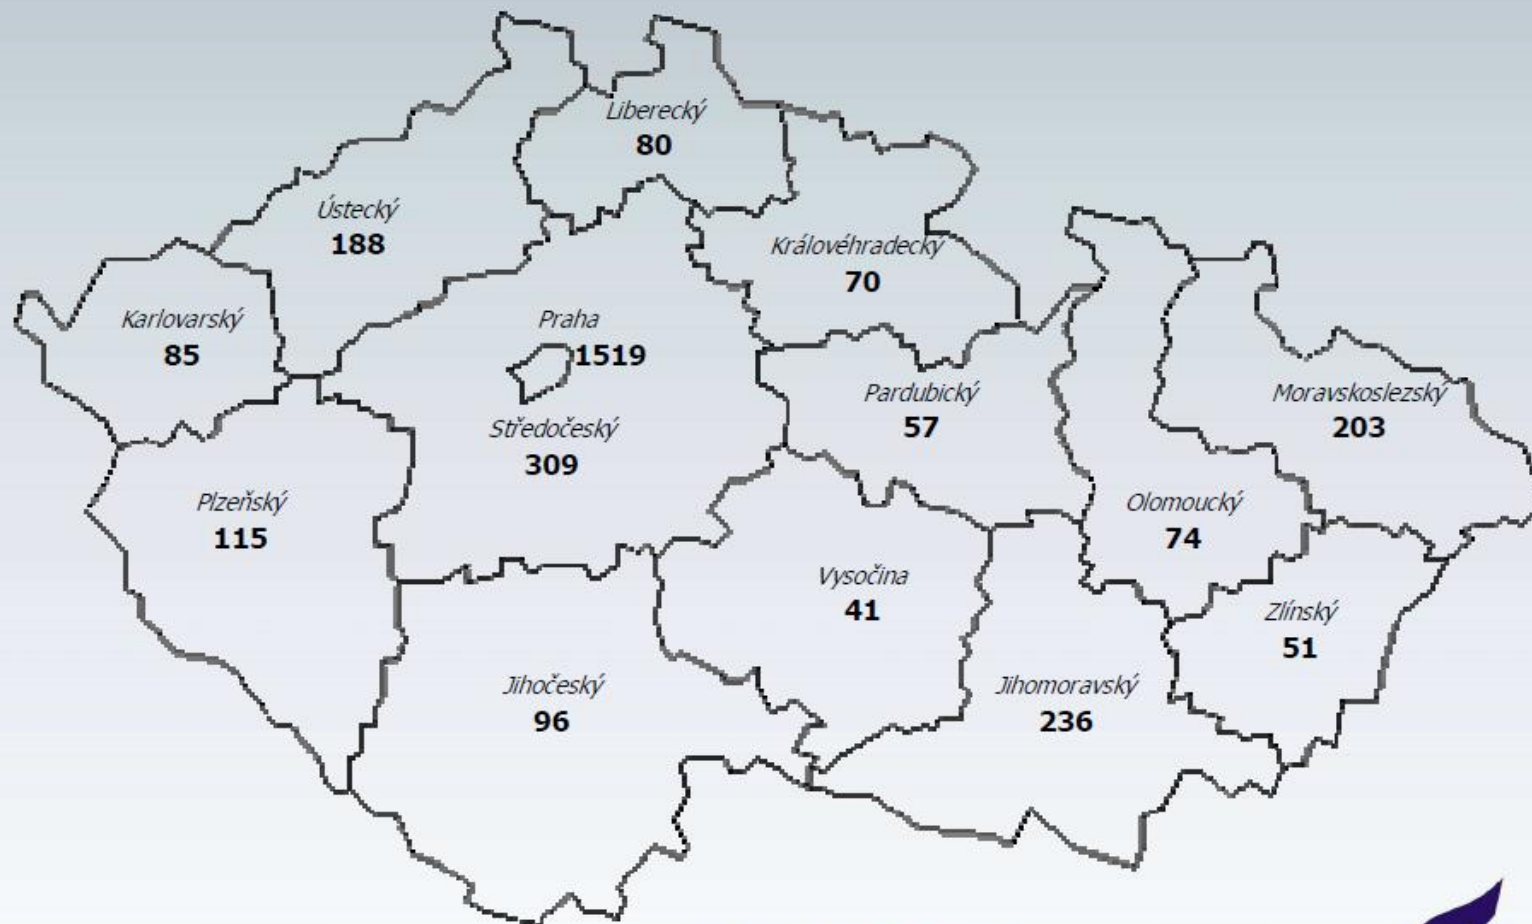 Liberecký
80
Ústecký
188
Královéhradecký
70
Karlovarský
85
Praha
1519
Pardubický
57
Moravskoslezský
203
Středočeský
309
Plzeňský
115
Olomoucký
74
Vysočina
41
Zlínský
51
Jihočeský
96
Jihomoravský
236